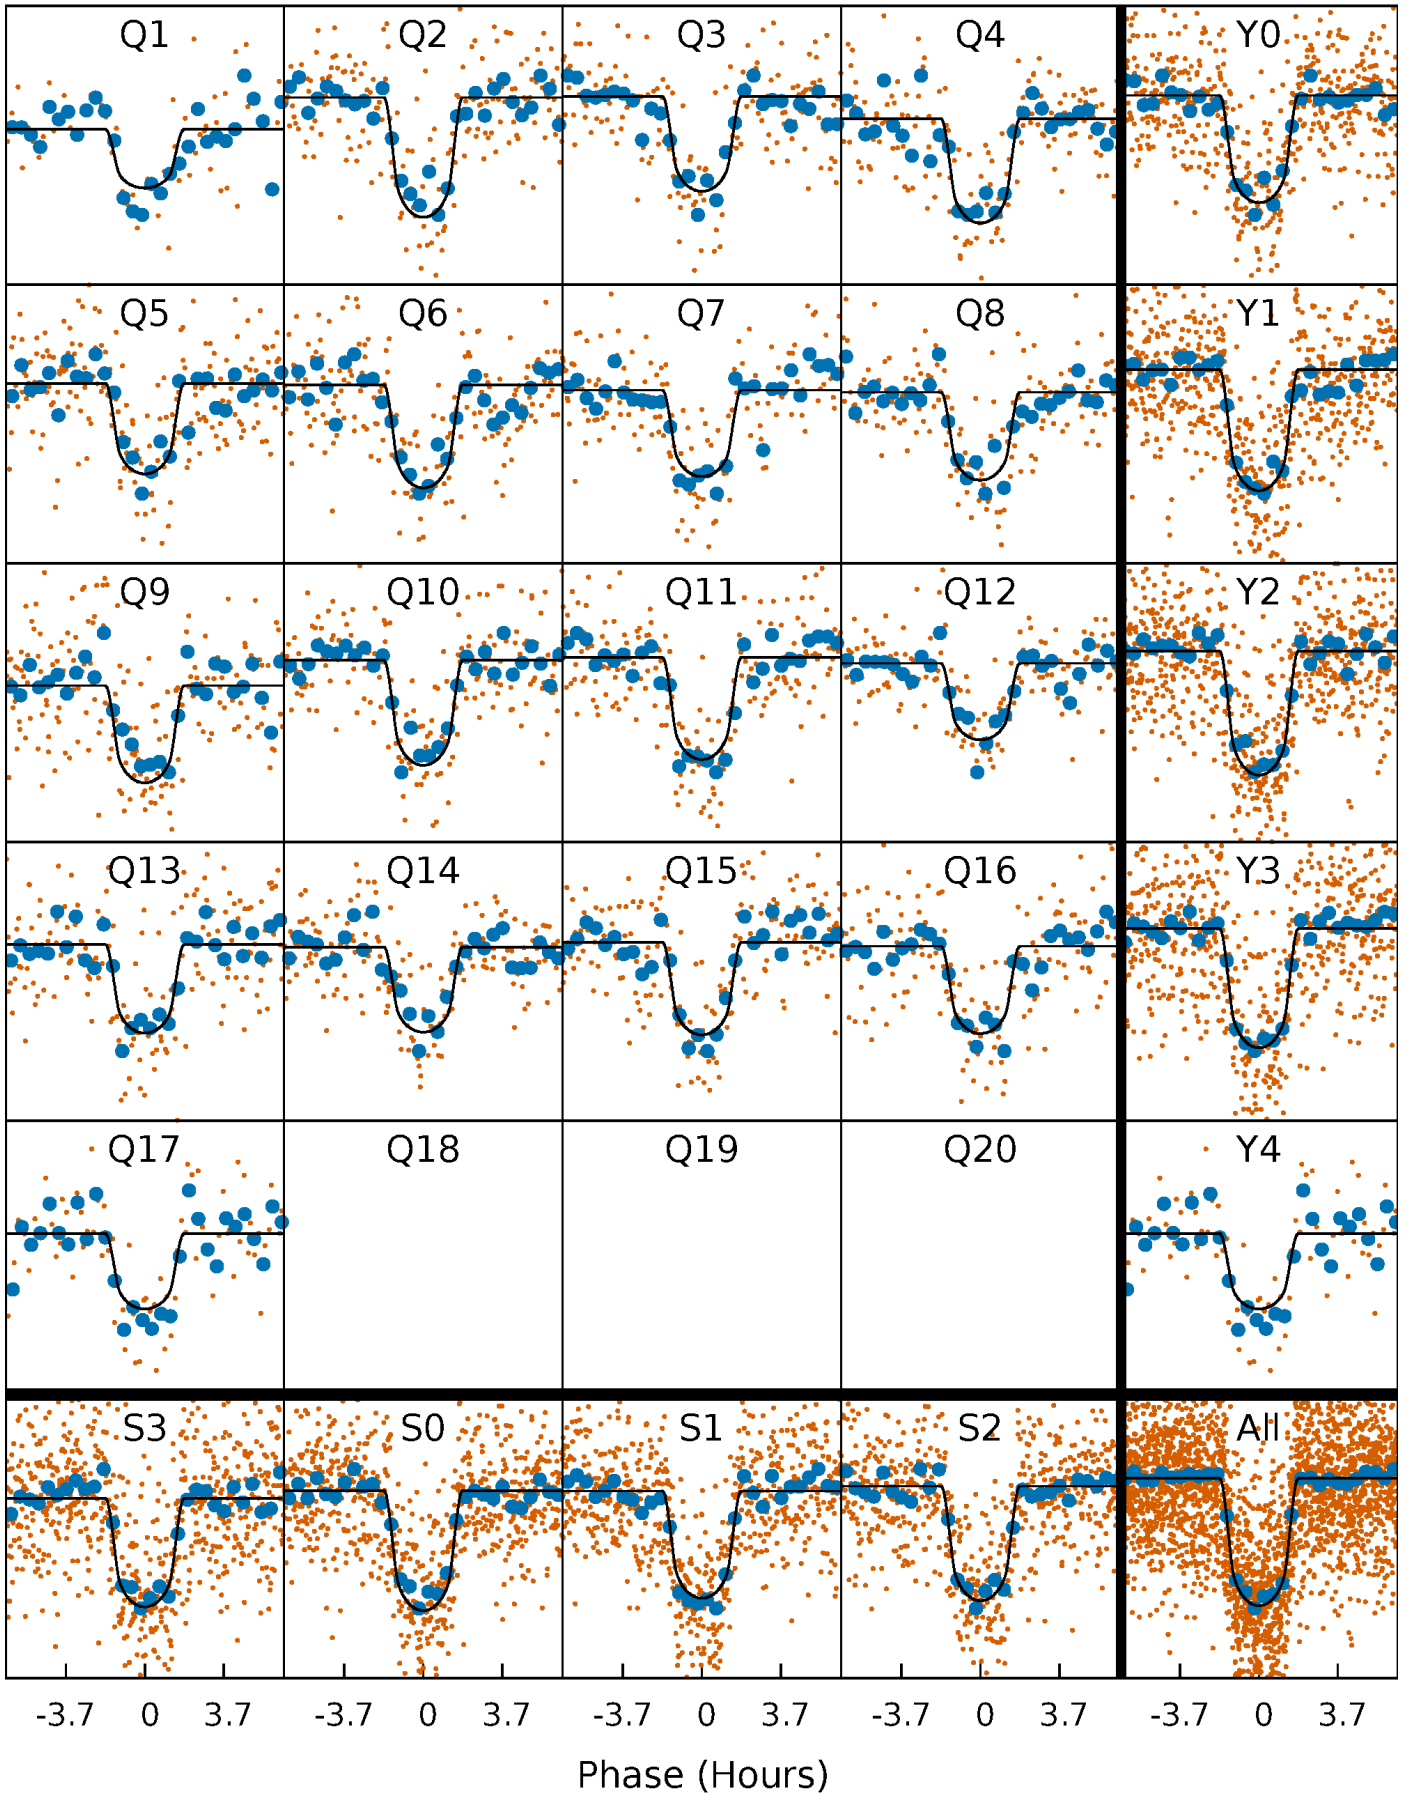 Q1 Q2 Q3 Q4 Y0
Q5 Q6 Q7 Q8 Y1
Q9 Q10 Q11 Q12 Y2
Q13 Q14 Q15 Q16 Y3
Q17 Q18 Q19 Q20 Y4
S3 S0 S1 S2 All
-3.7 0 3.7 -3.7 0 3.7 -3.7 0 3.7 -3.7 0 3.7 -3.7 0 3.7
Phase (Hours)